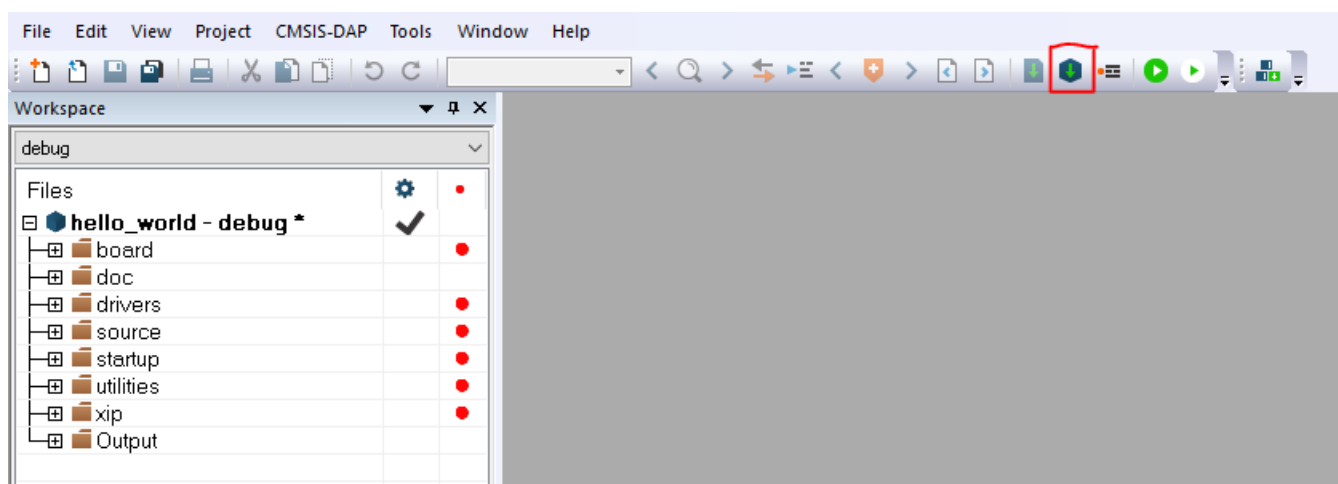 File Edit View Project CMSIS-DAP Tools Window Help
Workspace
debug
Files
hello_world - debug *
board
doc
drivers
source
startup
utilities
xip
Output